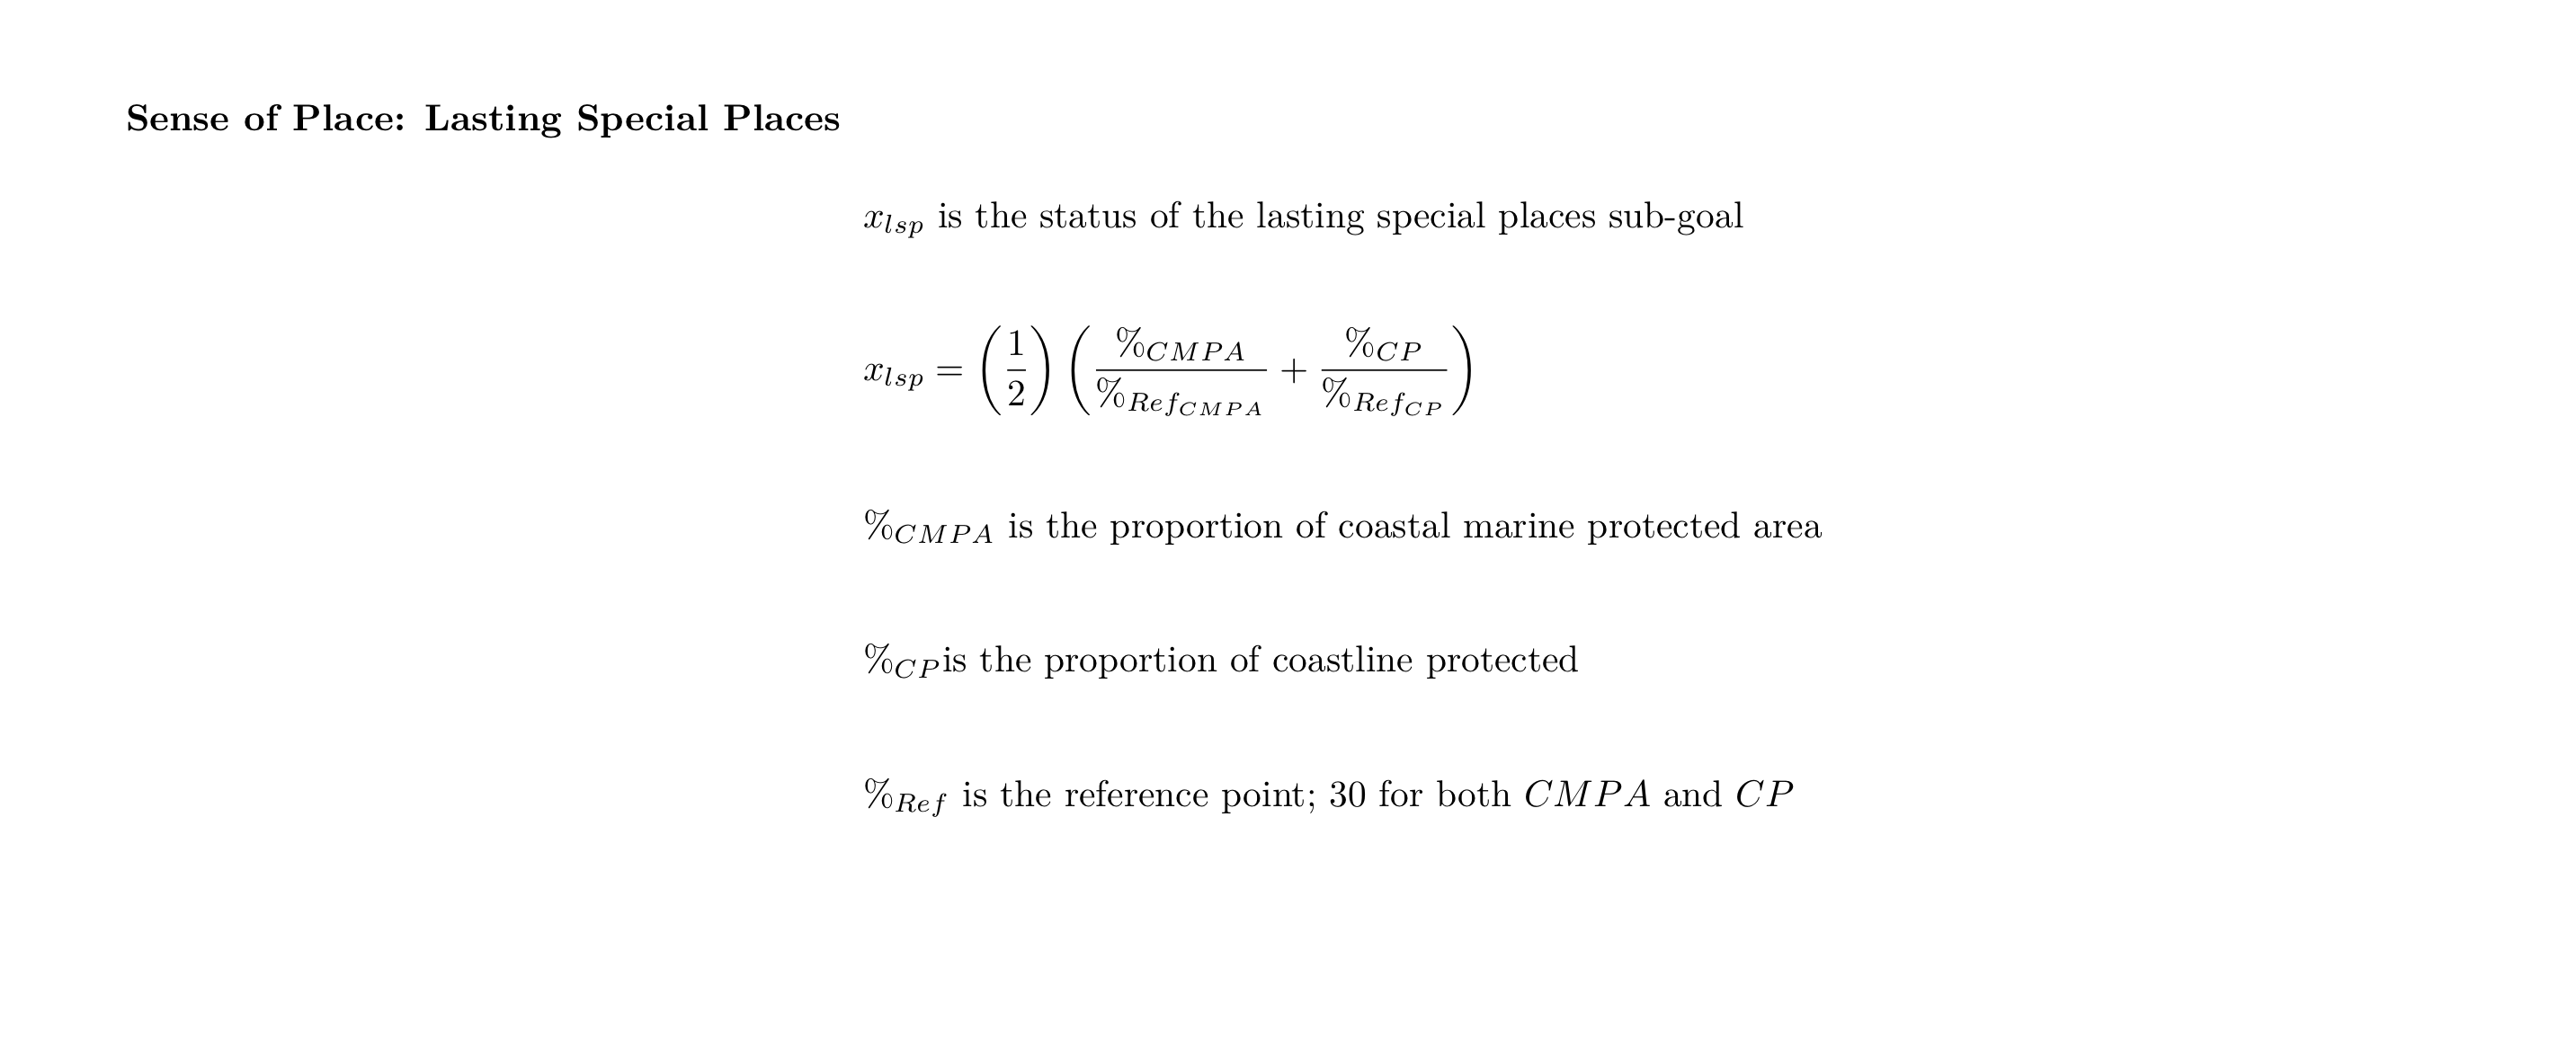 Sense of Place: Lasting Special Places
$x_{lsp}$ is the status of the lasting special places sub-goal
$x_{lsp} = \left(\frac{1}{2}\right) \left(\frac{\%_{CMPA}}{\%_{Ref_{CMPA}}} + \frac{\%_{CP}}{\%_{Ref_{CP}}}\right)$
$\%_{CMPA}$ is the proportion of coastal marine protected area
$\%_{CP}$is the proportion of coastline protected
$\%_{Ref}$ is the reference point; 30 for both $CMPA$ and $CP$